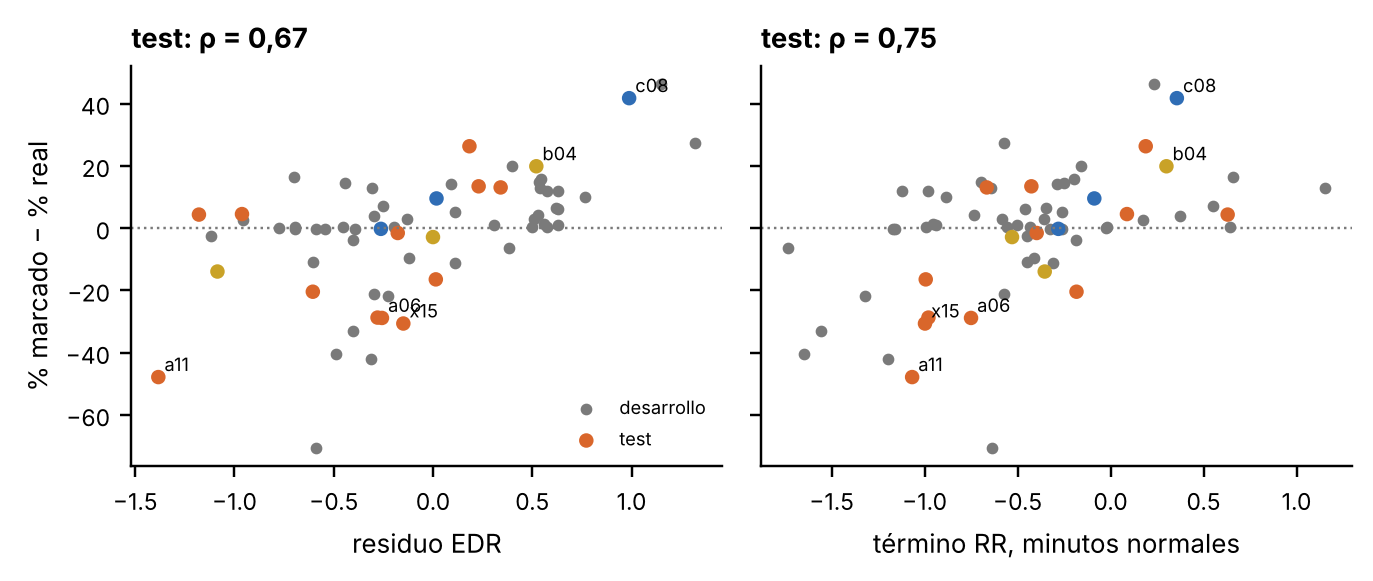 test: ρ = 0,67
test: ρ = 0,75
% marcado − % real
40
20
0
−20
−40
−60
c08
b04
a06
x15
a11
desarrollo
test
c08
b04
x15
a06
a11
−1.5
−1.0
−0.5
0.0
0.5
1.0
−1.5
−1.0
−0.5
0.0
0.5
1.0
residuo EDR
término RR, minutos normales